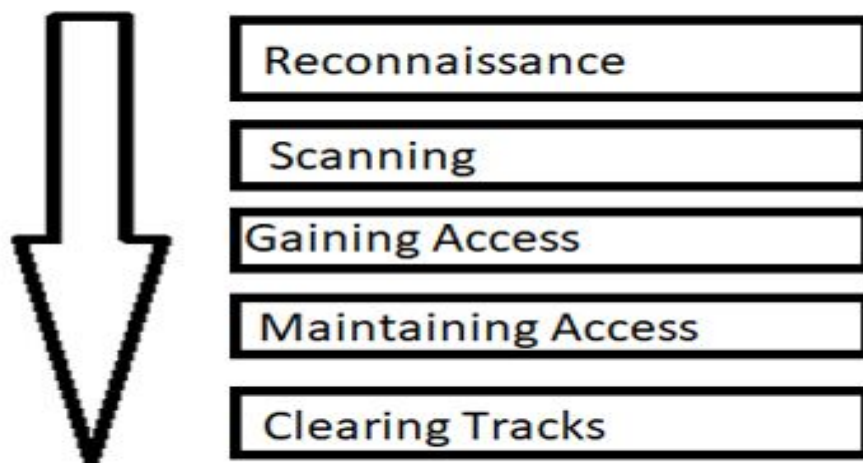 Reconnaissance
Scanning
Gaining Access
Maintaining Access
Clearing Tracks